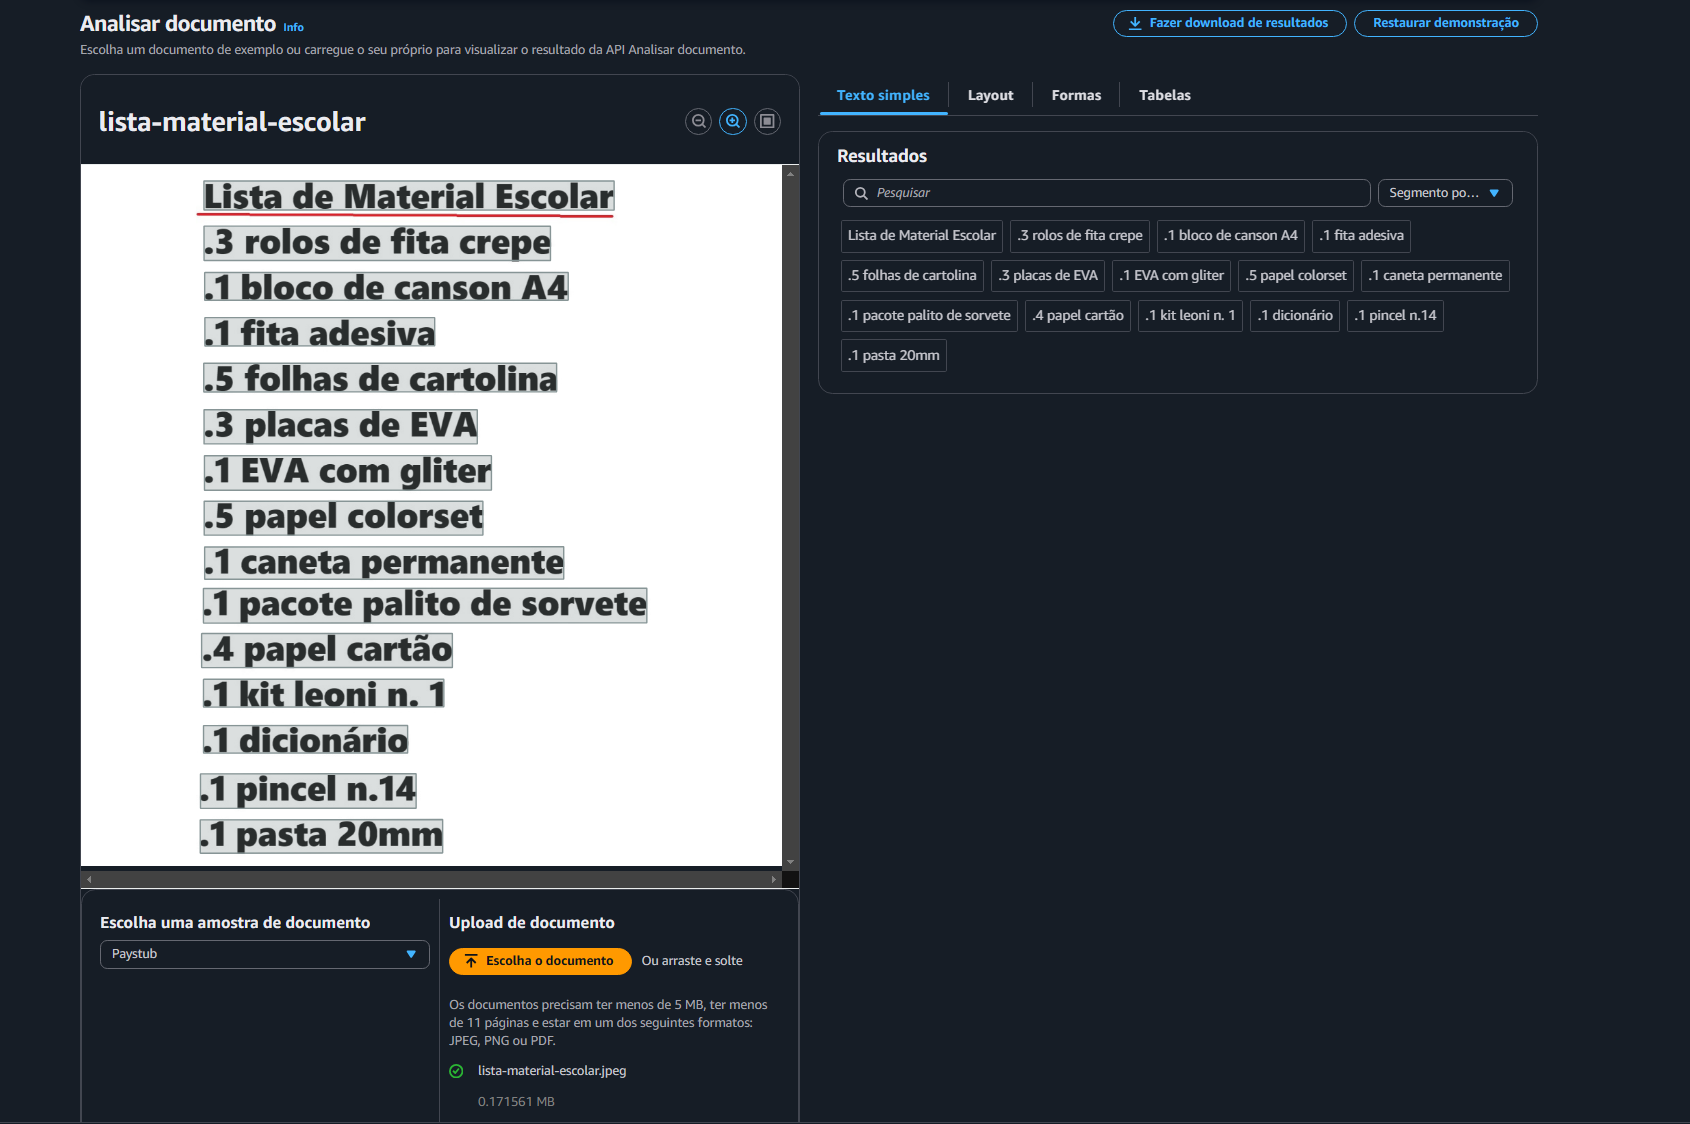 Analisar documento Info
Escolha um documento de exemplo ou carregue o seu próprio para visualizar o resultado da API Analisar documento.
Fazer download de resultados
Restaurar demonstração
lista-material-escolar
Lista de Material Escolar
.3 rolos de fita crepe
.1 bloco de canson A4
.1 fita adesiva
.5 folhas de cartolina
.3 placas de EVA
.1 EVA com gliter
.5 papel colorset
.1 caneta permanente
.1 pacote palito de sorvete
.4 papel cartão
.1 kit leoni n. 1
.1 dicionário
.1 pincel n.14
.1 pasta 20mm
Escolha uma amostra de documento
Paystub
Upload de documento
Escolha o documento Ou arraste e solte
Os documentos precisam ter menos de 5 MB, ter menos
de 11 páginas e estar em um dos seguintes formatos:
JPEG, PNG ou PDF.
lista-material-escolar.jpeg
0.171561 MB
Texto simples Layout Formas Tabelas
Resultados
Pesquisar Segmento po...
Lista de Material Escolar .3 rolos de fita crepe .1 bloco de canson A4 .1 fita adesiva
.5 folhas de cartolina .3 placas de EVA .1 EVA com gliter .5 papel colorset .1 caneta permanente
.1 pacote palito de sorvete .4 papel cartão .1 kit leoni n. 1 .1 dicionário .1 pincel n.14
.1 pasta 20mm